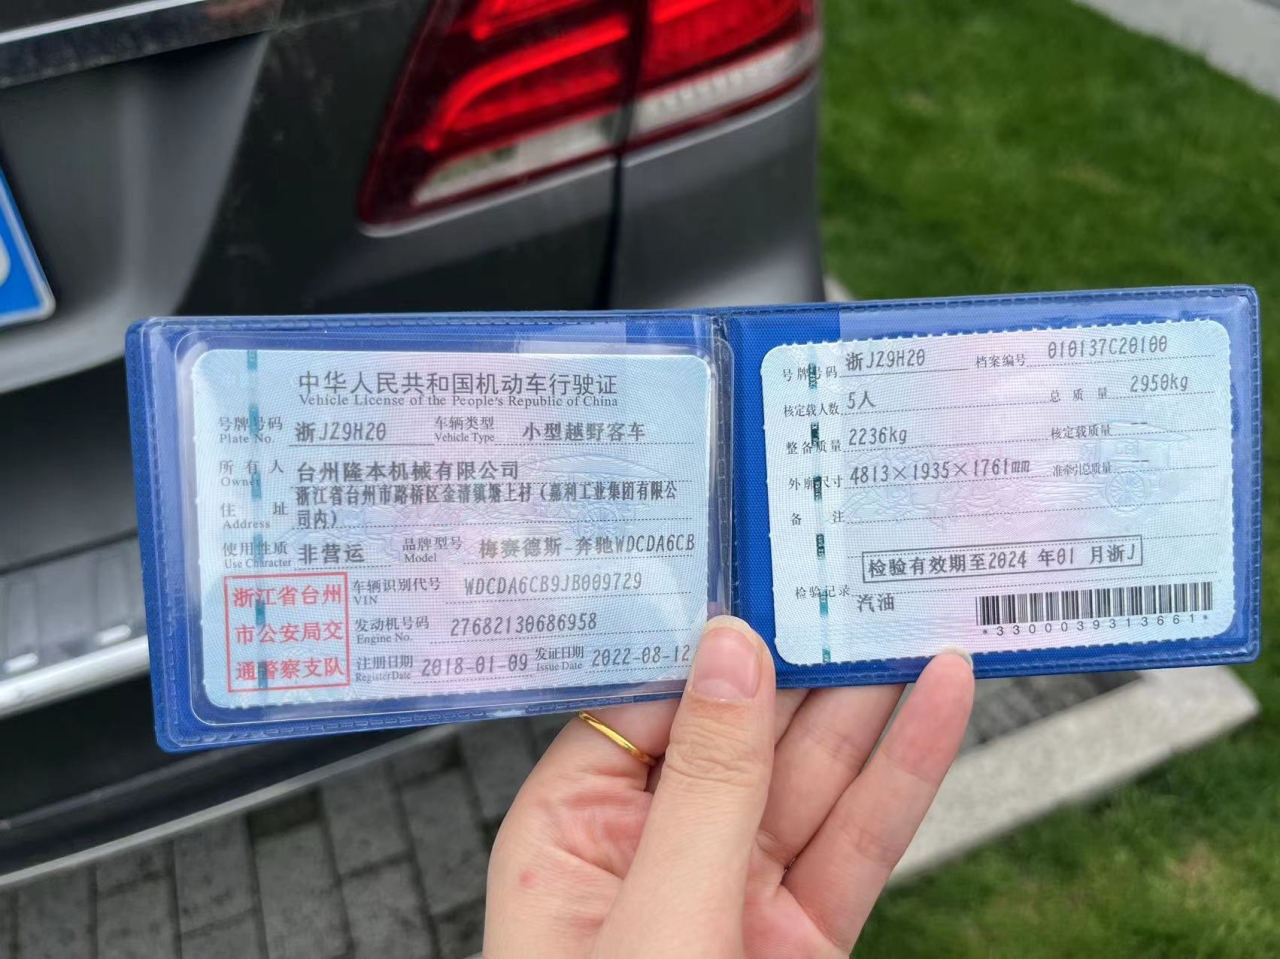 中华人民共和国机动车行驶证
Vehicle License of the People's Republic of China
号牌号码 浙JZ9H20 车辆类型 小型越野客车
Plate No. Vehicle Type
所有人 台州隆本机械有限公司
Owner
住址 浙江省台州市路桥区金清镇塘上村（嘉利工业集团有限公
Address 司内）
使用性质 非营运 品牌型号 梅赛德斯-奔驰WDCDA6CB
Use Character Model
浙江省台州
市公安局交
通警察支队
车辆识别代号 WDCDA6CB9JB009729
VIN
发动机号码 27682130686958
Engine No.
注册日期 2018-01-09 发证日期 2022-08-12
Register Date Issue Date
号牌号码 浙JZ9H20 档案编号 010137C20100
核定载人数 5人 总质量 2950kg
整备质量 2236kg 核定载质量 --
外廓尺寸 4813×1935×1761mm 准牵引总质量 --
备注
检验有效期至2024年01月浙J
检验记录 汽油
*3300039313661*